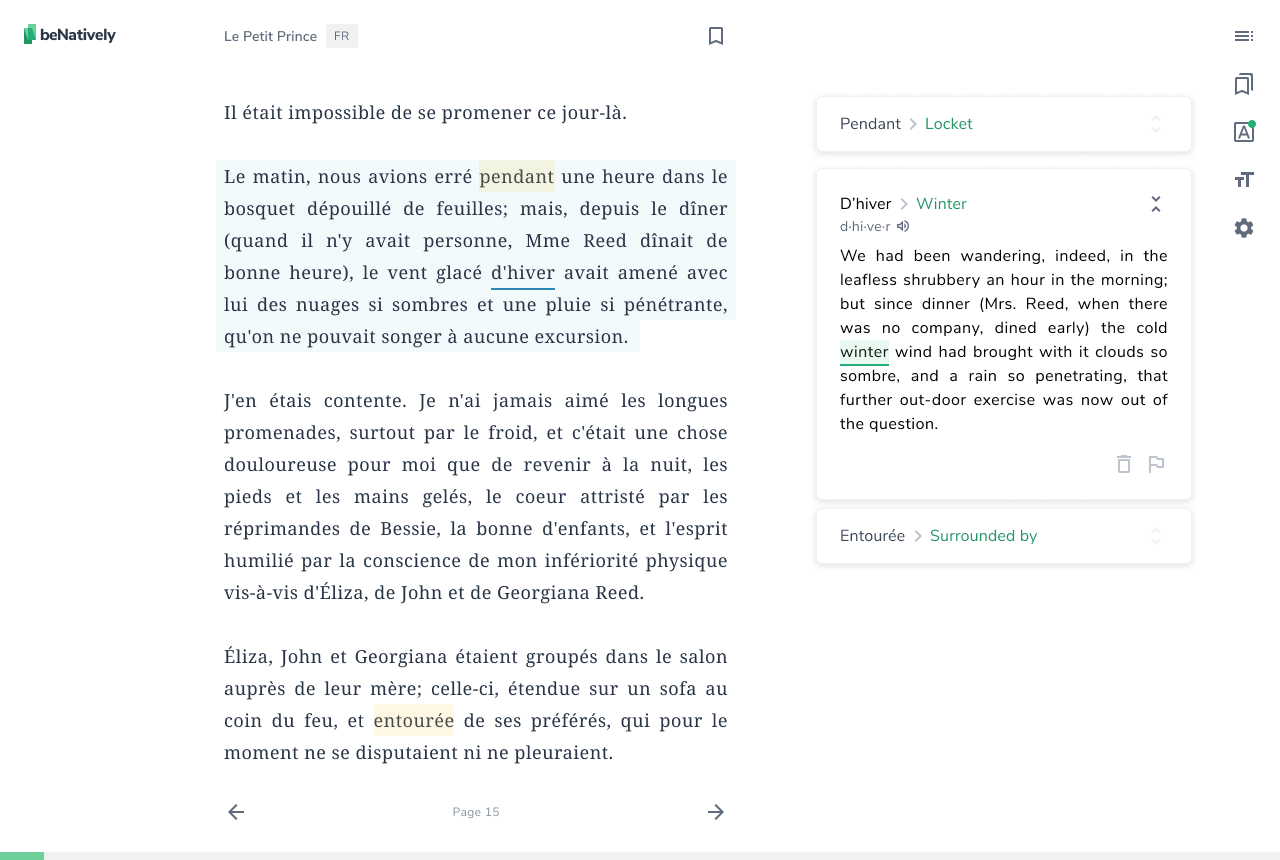 beNatively
Le Petit Prince FR
Il était impossible de se promener ce jour-là.
Le matin, nous avions erré pendant une heure dans le
bosquet dépouillé de feuilles; mais, depuis le dîner
(quand il n'y avait personne, Mme Reed dînait de
bonne heure), le vent glacé d'hiver avait amené avec
lui des nuages si sombres et une pluie si pénétrante,
qu'on ne pouvait songer à aucune excursion.
J'en étais contente. Je n'ai jamais aimé les longues
promenades, surtout par le froid, et c'était une chose
douloureuse pour moi que de revenir à la nuit, les
pieds et les mains gelés, le coeur attristé par les
réprimandes de Bessie, la bonne d'enfants, et l'esprit
humilié par la conscience de mon infériorité physique
vis-à-vis d'Éliza, de John et de Georgiana Reed.
Éliza, John et Georgiana étaient groupés dans le salon
auprès de leur mère; celle-ci, étendue sur un sofa au
coin du feu, et entourée de ses préférés, qui pour le
moment ne se disputaient ni ne pleuraient.
Page 15
Pendant Locket
D'hiver Winter
d·hi·ve·r
We had been wandering, indeed, in the
leafless shrubbery an hour in the morning;
but since dinner (Mrs. Reed, when there
was no company, dined early) the cold
winter wind had brought with it clouds so
sombre, and a rain so penetrating, that
further out-door exercise was now out of
the question.
Entourée Surrounded by